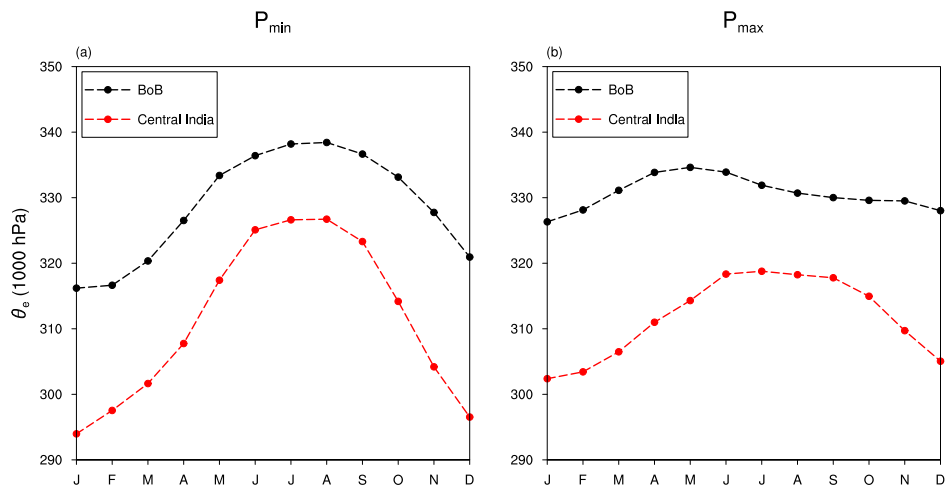 P_min
P_max
(a)
(b)
θ_e (1000 hPa)
350
340
330
320
310
300
290
BoB
Central India
J F M A M J J A S O N D
350
340
330
320
310
300
290
BoB
Central India
J F M A M J J A S O N D